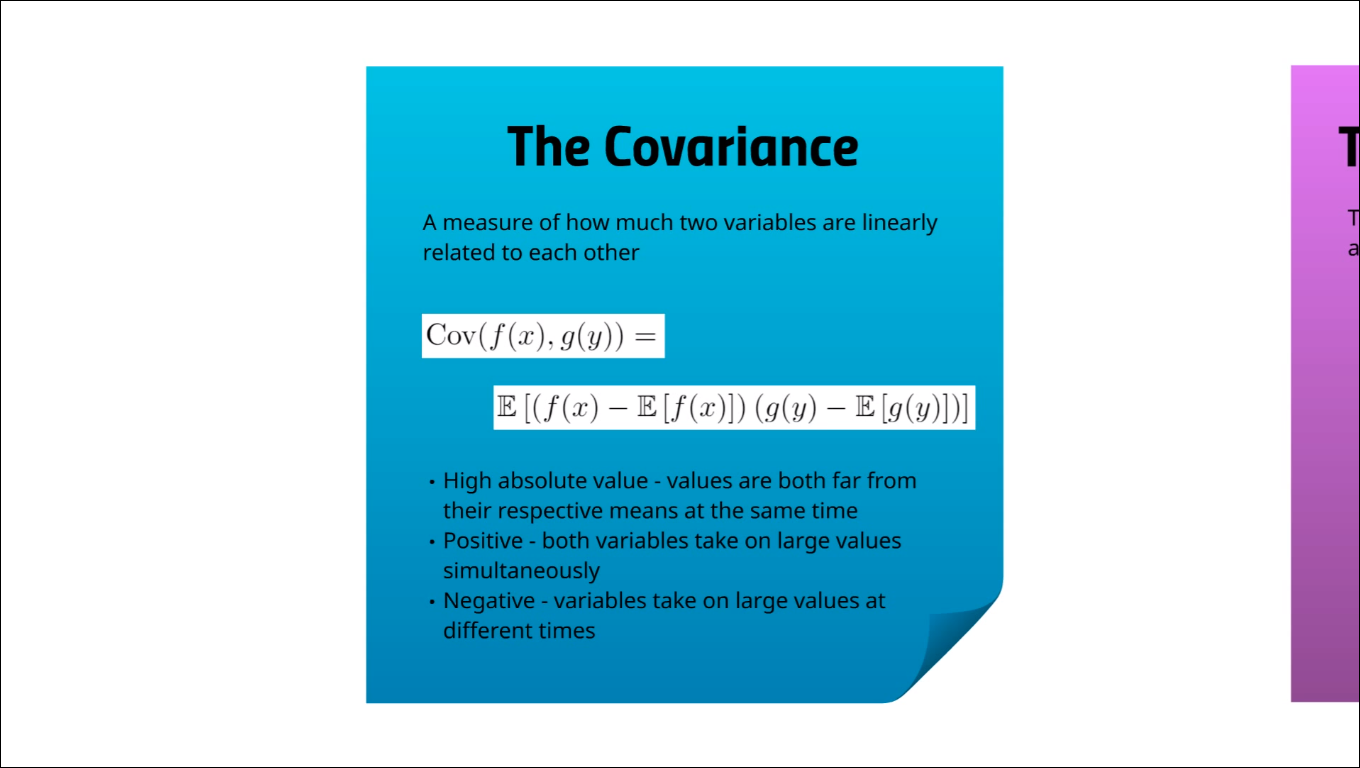 The Covariance
A measure of how much two variables are linearly
related to each other
Cov(f(x), g(y)) =
𝔼 [(f(x) − 𝔼 [f(x)]) (g(y) − 𝔼 [g(y)])]
• High absolute value - values are both far from
their respective means at the same time
• Positive - both variables take on large values
simultaneously
• Negative - variables take on large values at
different times